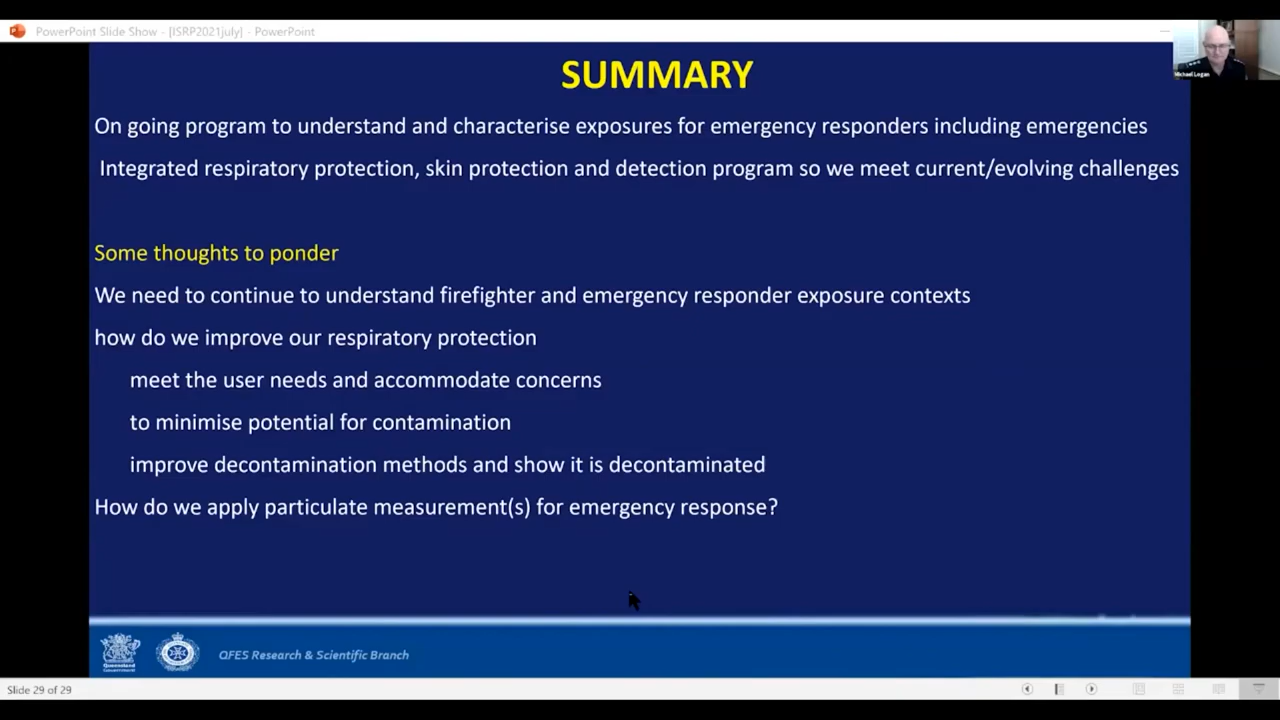 PowerPoint Slide Show - [ISRP2021july] - PowerPoint
Michael Logan
SUMMARY
On going program to understand and characterise exposures for emergency responders including emergencies
Integrated respiratory protection, skin protection and detection program so we meet current/evolving challenges
Some thoughts to ponder
We need to continue to understand firefighter and emergency responder exposure contexts
how do we improve our respiratory protection
meet the user needs and accommodate concerns
to minimise potential for contamination
improve decontamination methods and show it is decontaminated
How do we apply particulate measurement(s) for emergency response?
Queensland
Government
QFES Research & Scientific Branch
Slide 29 of 29